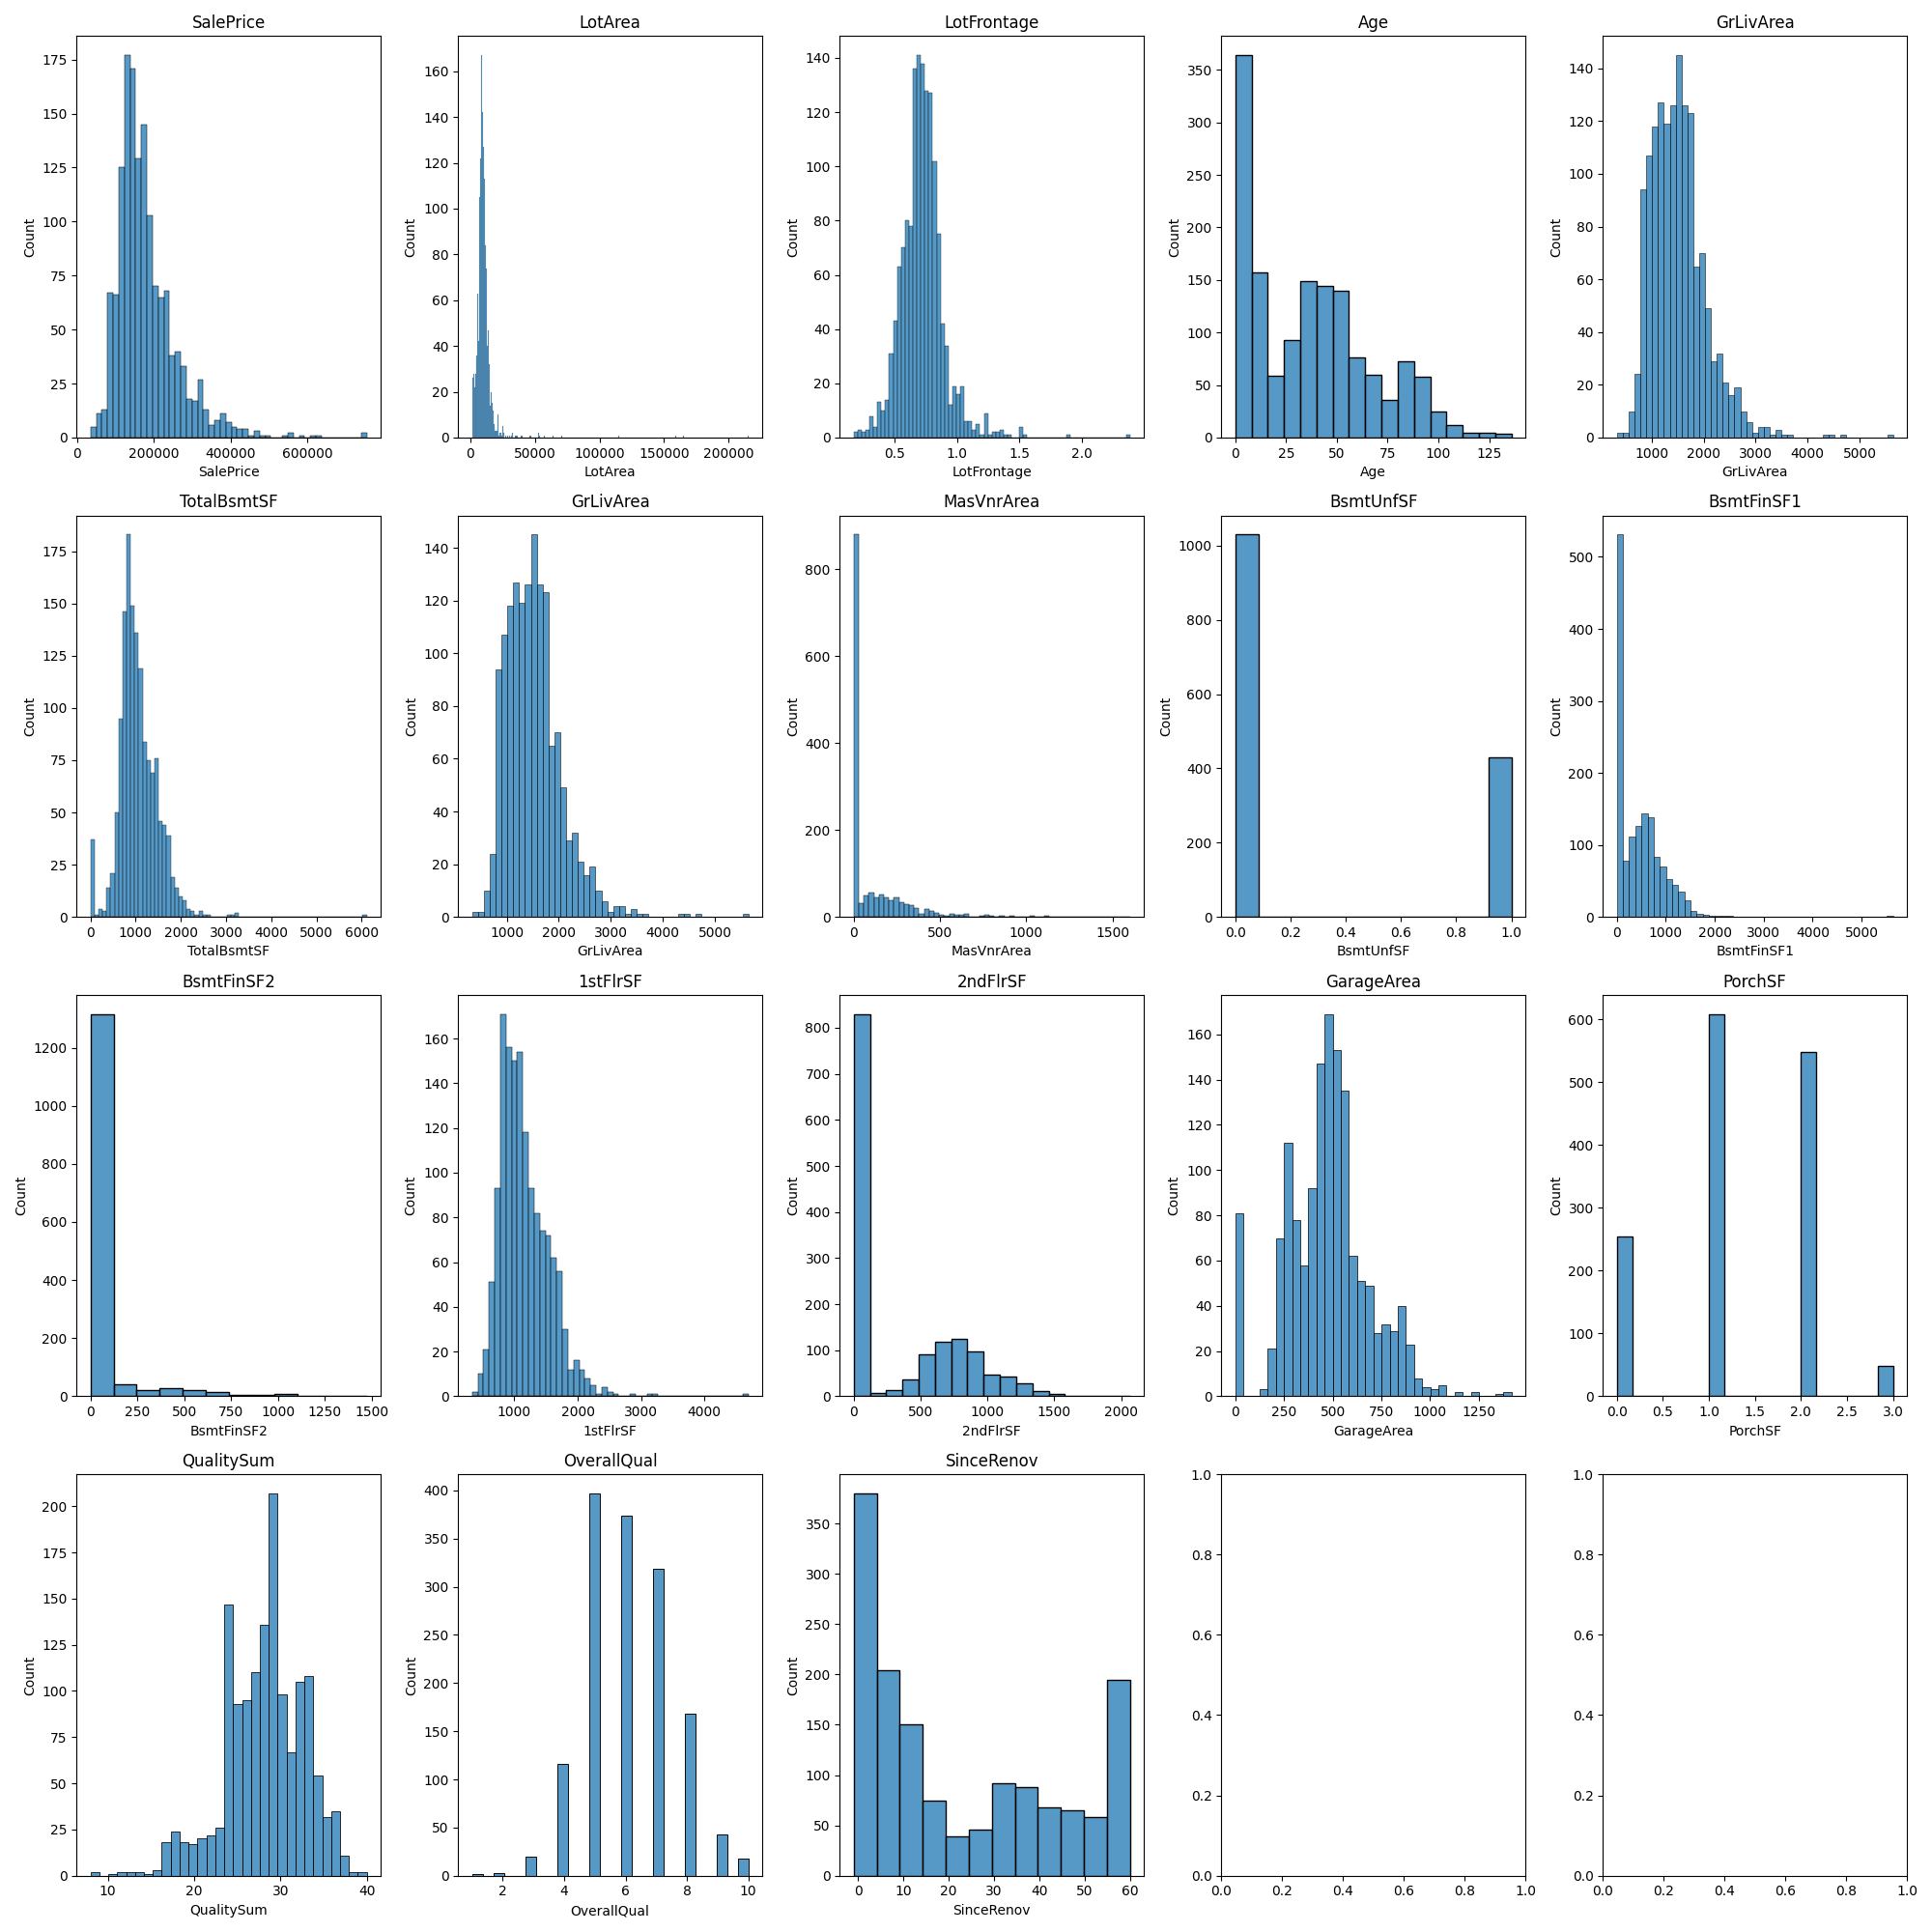 SalePrice
175
150
125
100
75
50
25
0
Count
0 200000 400000 600000
SalePrice
LotArea
160
140
120
100
80
60
40
20
0
Count
0 50000 100000 150000 200000
LotArea
LotFrontage
140
120
100
80
60
40
20
0
Count
0.5 1.0 1.5 2.0
LotFrontage
Age
350
300
250
200
150
100
50
0
Count
0 25 50 75 100 125
Age
GrLivArea
140
120
100
80
60
40
20
0
Count
1000 2000 3000 4000 5000
GrLivArea
TotalBsmtSF
175
150
125
100
75
50
25
0
Count
0 1000 2000 3000 4000 5000 6000
TotalBsmtSF
GrLivArea
140
120
100
80
60
40
20
0
Count
1000 2000 3000 4000 5000
GrLivArea
MasVnrArea
800
600
400
200
0
Count
0 500 1000 1500
MasVnrArea
BsmtUnfSF
1000
800
600
400
200
0
Count
0.0 0.2 0.4 0.6 0.8 1.0
BsmtUnfSF
BsmtFinSF1
500
400
300
200
100
0
Count
0 1000 2000 3000 4000 5000
BsmtFinSF1
BsmtFinSF2
1200
1000
800
600
400
200
0
Count
0 250 500 750 1000 1250 1500
BsmtFinSF2
1stFlrSF
160
140
120
100
80
60
40
20
0
Count
1000 2000 3000 4000
1stFlrSF
2ndFlrSF
800
700
600
500
400
300
200
100
0
Count
0 500 1000 1500 2000
2ndFlrSF
GarageArea
160
140
120
100
80
60
40
20
0
Count
0 250 500 750 1000 1250
GarageArea
PorchSF
600
500
400
300
200
100
0
Count
0.0 0.5 1.0 1.5 2.0 2.5 3.0
PorchSF
QualitySum
200
175
150
125
100
75
50
25
0
Count
10 20 30 40
QualitySum
OverallQual
400
350
300
250
200
150
100
50
0
Count
2 4 6 8 10
OverallQual
SinceRenov
350
300
250
200
150
100
50
0
Count
0 10 20 30 40 50 60
SinceRenov
1.0
0.8
0.6
0.4
0.2
0.0
0.0 0.2 0.4 0.6 0.8 1.0
1.0
0.8
0.6
0.4
0.2
0.0
0.0 0.2 0.4 0.6 0.8 1.0